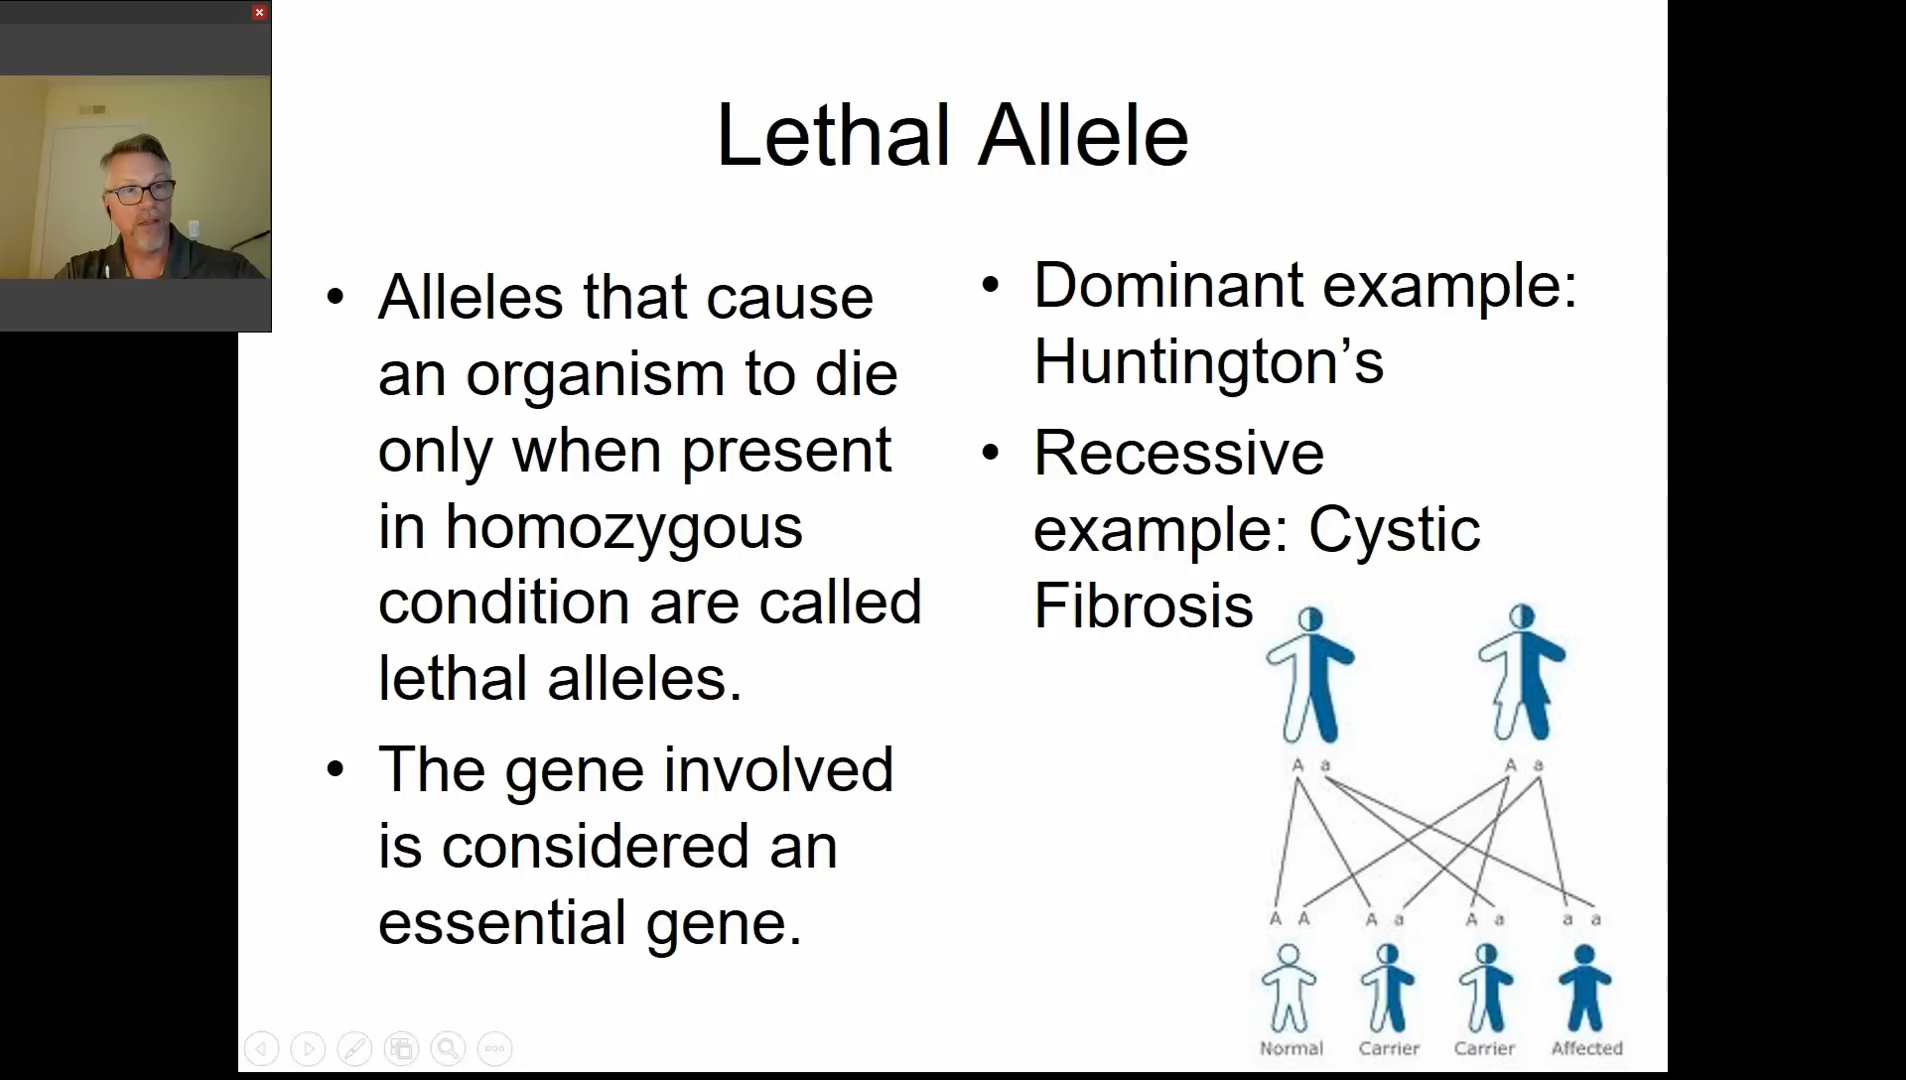 Lethal Allele
• Alleles that cause
an organism to die
only when present
in homozygous
condition are called
lethal alleles.
• The gene involved
is considered an
essential gene.
• Dominant example:
Huntington’s
• Recessive
example: Cystic
Fibrosis
A a A a
A A A a A a a a
Normal Carrier Carrier Affected